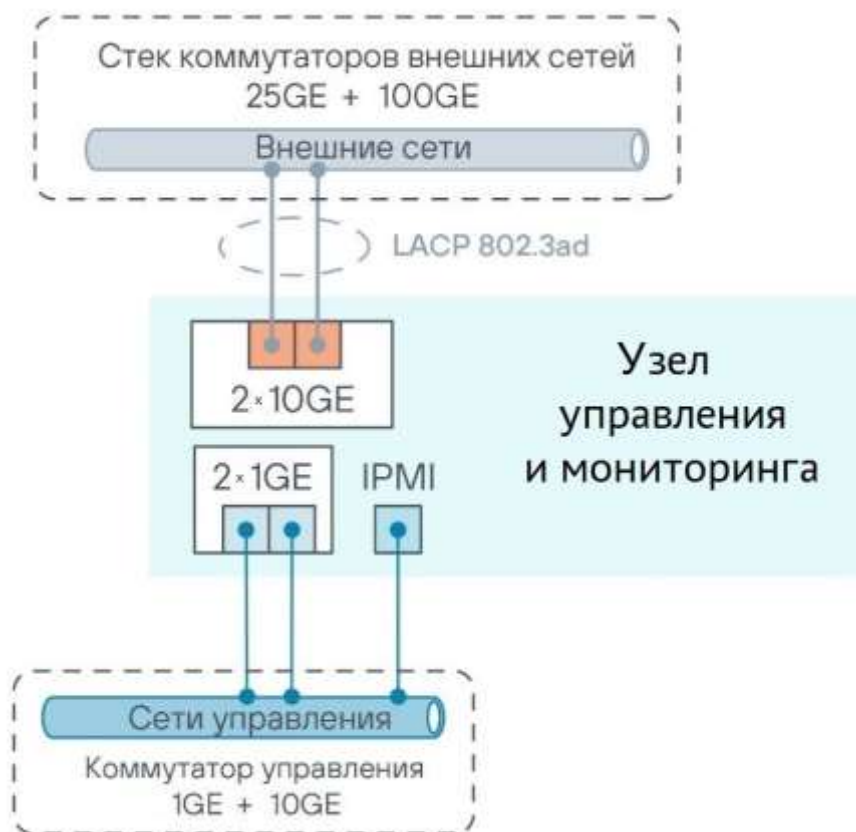 Стек коммутаторов внешних сетей
25GE + 100GE
Внешние сети
LACP 802.3ad
2×10GE
Узел
управления
и мониторинга
2×1GE
IPMI
Сети управления
Коммутатор управления
1GE + 10GE